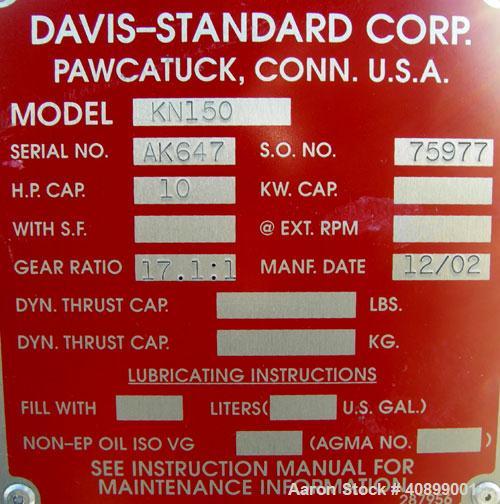 DAVIS-STANDARD CORP.
PAWCATUCK, CONN. U.S.A.
MODEL KN150
SERIAL NO. AK647 S.O. NO. 75977
H.P. CAP. 10 KW. CAP.
WITH S.F. @ EXT. RPM
GEAR RATIO 17.1:1 MANF. DATE 12/02
DYN. THRUST CAP. LBS.
DYN. THRUST CAP. KG.
LUBRICATING INSTRUCTIONS
FILL WITH LITERS( U.S. GAL.)
NON-EP OIL ISO VG (AGMA NO. )
SEE INSTRUCTION MANUAL FOR
MAINTENANCE
Aaron Stock #